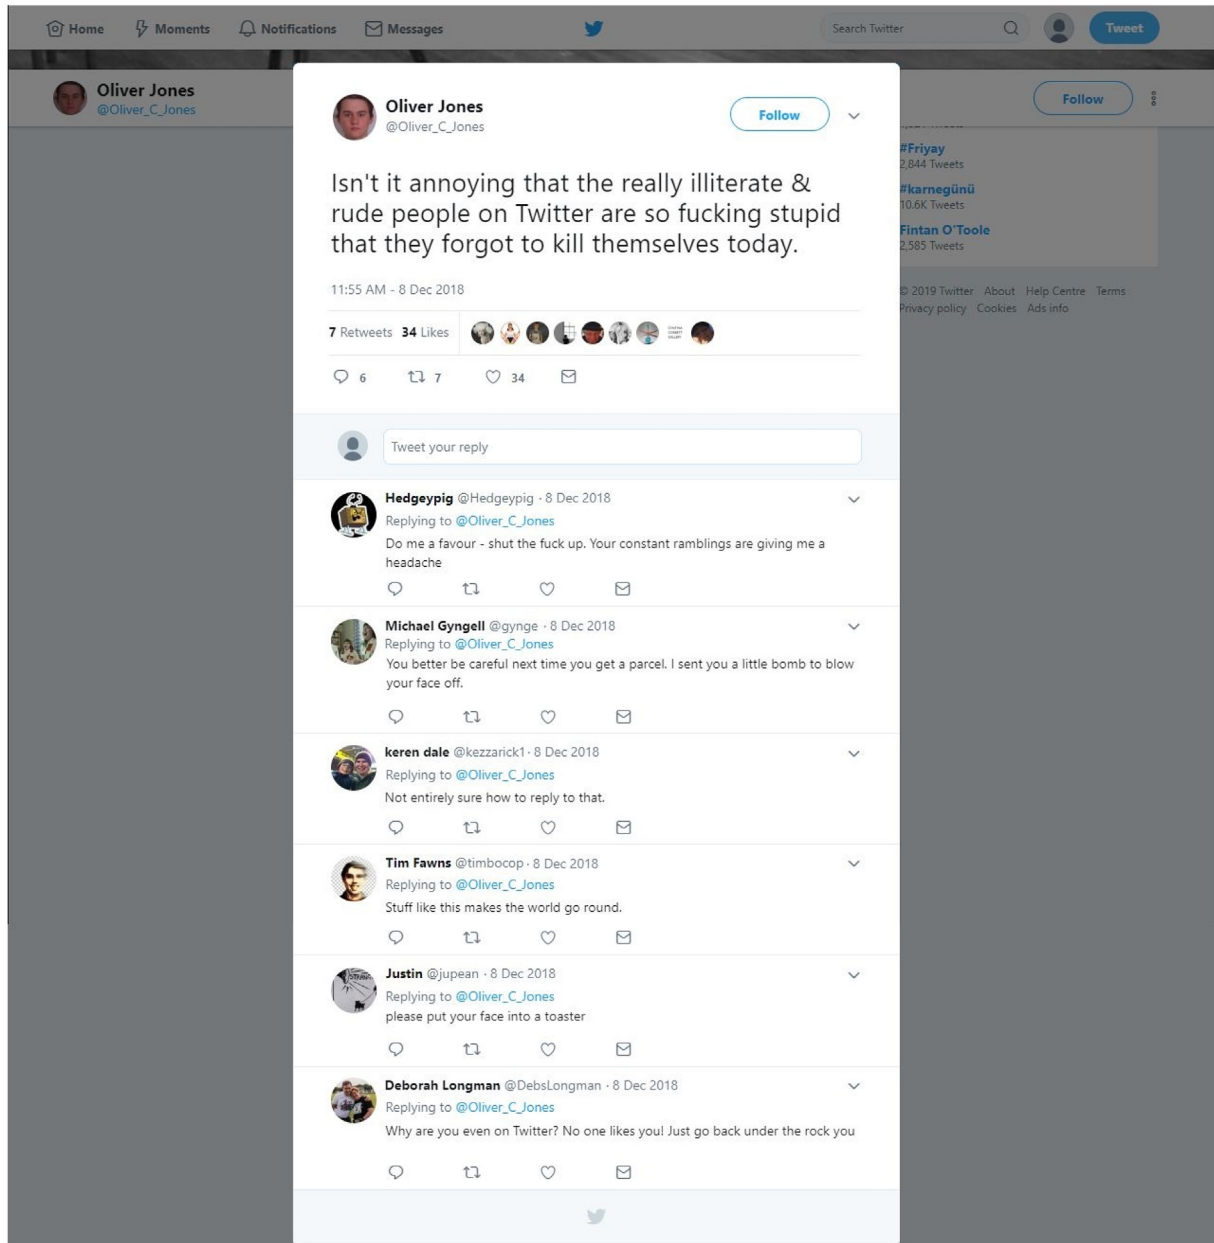 Home Moments Notifications Messages Search Twitter Tweet
Oliver Jones
@Oliver_C_Jones
Follow
Oliver Jones
@Oliver_C_Jones
Follow
Isn't it annoying that the really illiterate &
rude people on Twitter are so fucking stupid
that they forgot to kill themselves today.
11:55 AM - 8 Dec 2018
7 Retweets 34 Likes
6 7 34
Tweet your reply
Hedgeypig @Hedgeypig · 8 Dec 2018
Replying to @Oliver_C_Jones
Do me a favour - shut the fuck up. Your constant ramblings are giving me a
headache
Michael Gyngell @gynge · 8 Dec 2018
Replying to @Oliver_C_Jones
You better be careful next time you get a parcel. I sent you a little bomb to blow
your face off.
keren dale @kezzarick1 · 8 Dec 2018
Replying to @Oliver_C_Jones
Not entirely sure how to reply to that.
Tim Fawns @timbocop · 8 Dec 2018
Replying to @Oliver_C_Jones
Stuff like this makes the world go round.
Justin @jupean · 8 Dec 2018
Replying to @Oliver_C_Jones
please put your face into a toaster
Deborah Longman @DebsLongman · 8 Dec 2018
Replying to @Oliver_C_Jones
Why are you even on Twitter? No one likes you! Just go back under the rock you
#Friyay
2,844 Tweets
#karnegünü
10.6K Tweets
Fintan O'Toole
2,585 Tweets
© 2019 Twitter About Help Centre Terms
Privacy policy Cookies Ads info